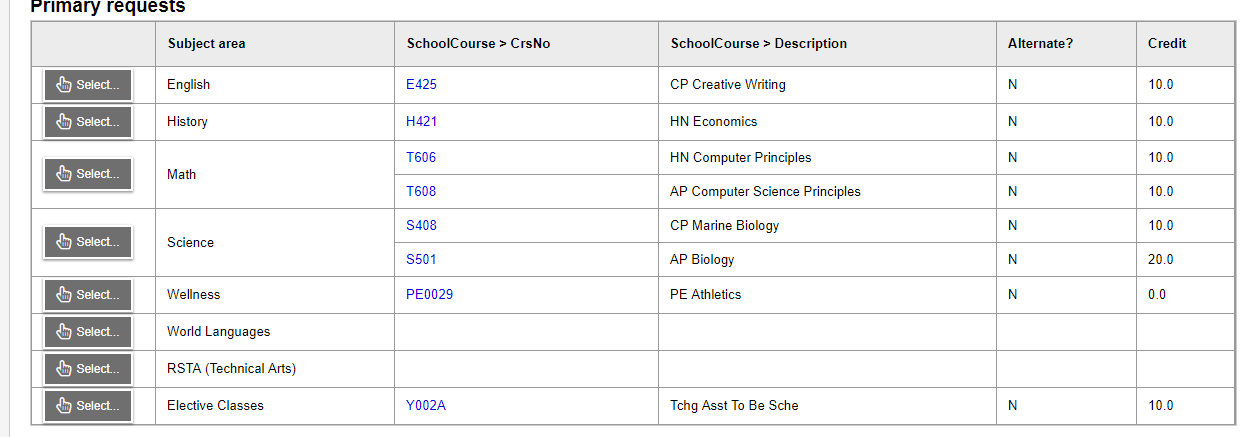 Primary requests
Subject area SchoolCourse > CrsNo SchoolCourse > Description Alternate? Credit
Select... English E425 CP Creative Writing N 10.0
Select... History H421 HN Economics N 10.0
Select... Math T606 HN Computer Principles N 10.0
T608 AP Computer Science Principles N 10.0
Select... Science S408 CP Marine Biology N 10.0
S501 AP Biology N 20.0
Select... Wellness PE0029 PE Athletics N 0.0
Select... World Languages
Select... RSTA (Technical Arts)
Select... Elective Classes Y002A Tchg Asst To Be Sche N 10.0